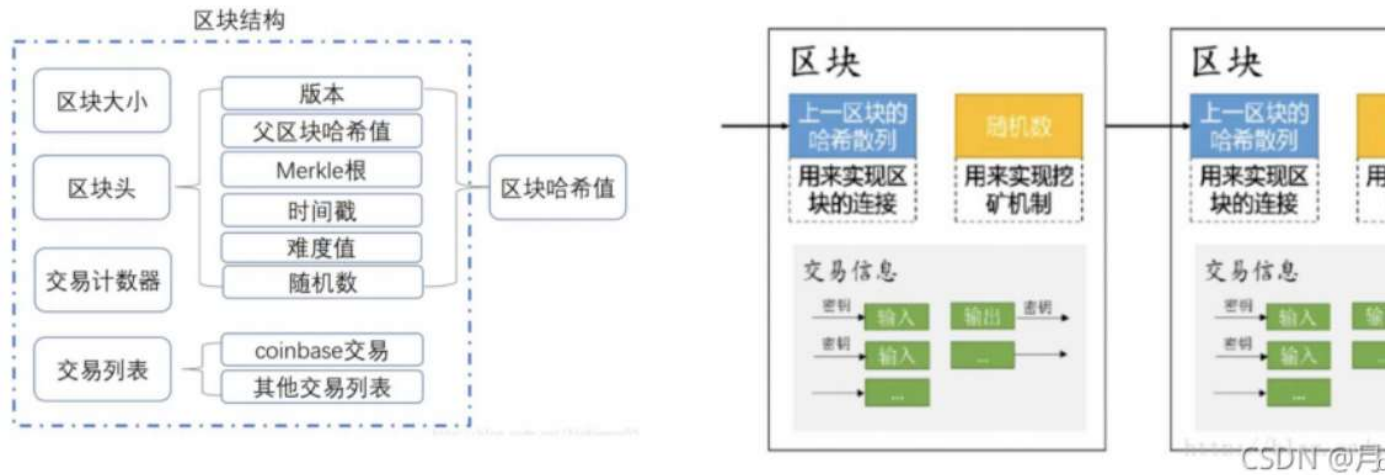 区块结构
区块大小
区块头
交易计数器
交易列表
版本
父区块哈希值
Merkle根
时间戳
难度值
随机数
coinbase交易
其他交易列表
区块哈希值
区块
上一区块的
哈希散列
随机数
用来实现区
块的连接
用来实现挖
矿机制
交易信息
密钥
输入
输出
密钥
密钥
输入
...
...
区块
上一区块的
哈希散列
用来实现区
块的连接
用
交易信息
密钥
输入
输
密钥
输入
...
CSDN @月